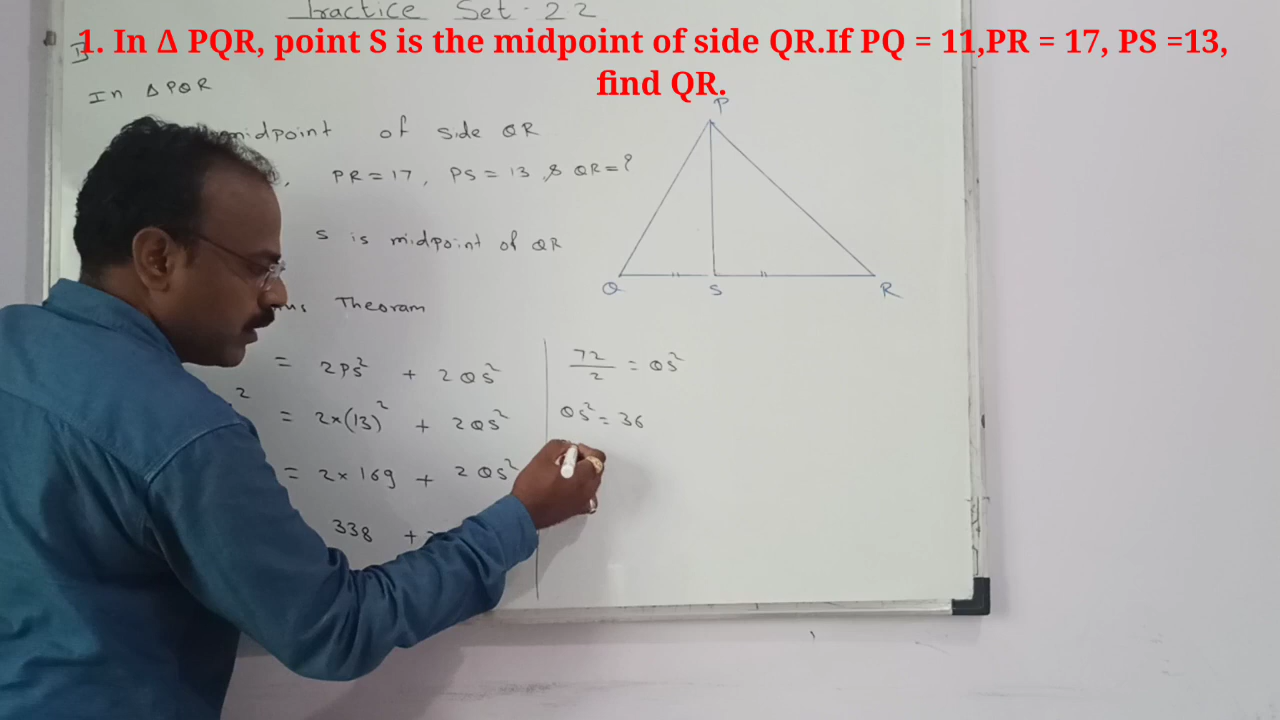 Practice Set-22
1. In Δ PQR, point S is the midpoint of side QR.If PQ = 11,PR = 17, PS =13,
find QR.
In Δ PQR
midpoint of side QR
PR = 17, PS = 13, & QR = ?
S is midpoint of QR
Theoram
= 2PS² + 2QS²
2
= 2×(13)² + 2QS²
= 2×169 + 2QS²
338 +
72/2 = QS²
QS² = 36
P
Q
S
R